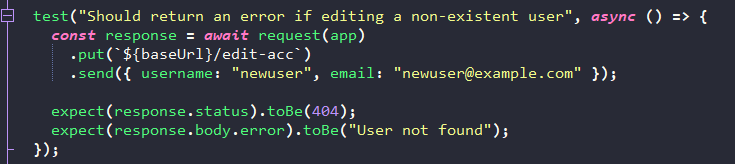 test("Should return an error if editing a non-existent user", async () => {
  const response = await request(app)
    .put(`${baseUrl}/edit-acc`)
    .send({ username: "newuser", email: "newuser@example.com" });

  expect(response.status).toBe(404);
  expect(response.body.error).toBe("User not found");
});